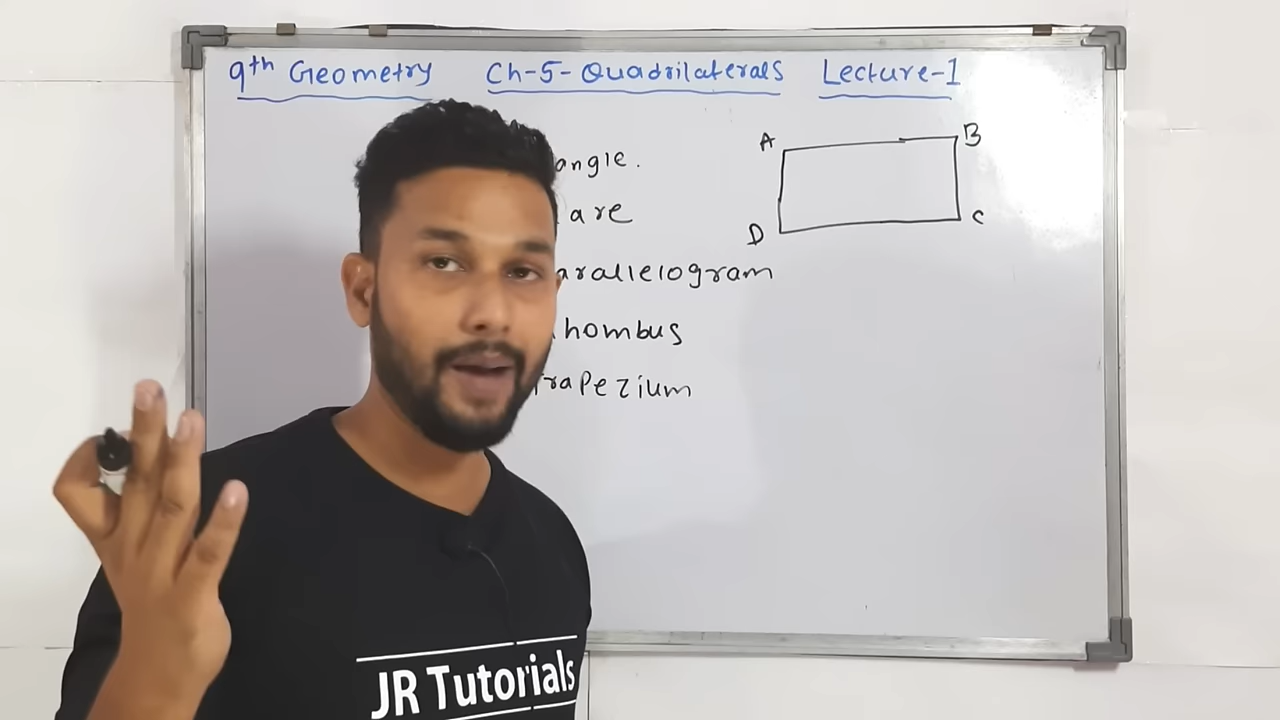 9th Geometry Ch-5-Quadrilaterals Lecture-1
angle.
are
arallelogram
hombus
rapezium
A
B
D
C
JR Tutorials